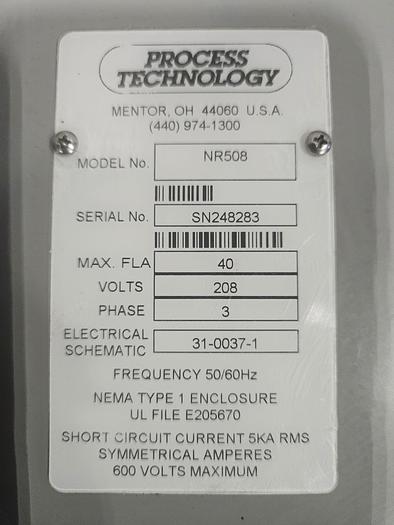 PROCESS
TECHNOLOGY
MENTOR, OH 44060 U.S.A.
(440) 974-1300
MODEL No. NR508
SERIAL No. SN248283
MAX. FLA 40
VOLTS 208
PHASE 3
ELECTRICAL
SCHEMATIC 31-0037-1
FREQUENCY 50/60Hz
NEMA TYPE 1 ENCLOSURE
UL FILE E205670
SHORT CIRCUIT CURRENT 5KA RMS
SYMMETRICAL AMPERES
600 VOLTS MAXIMUM